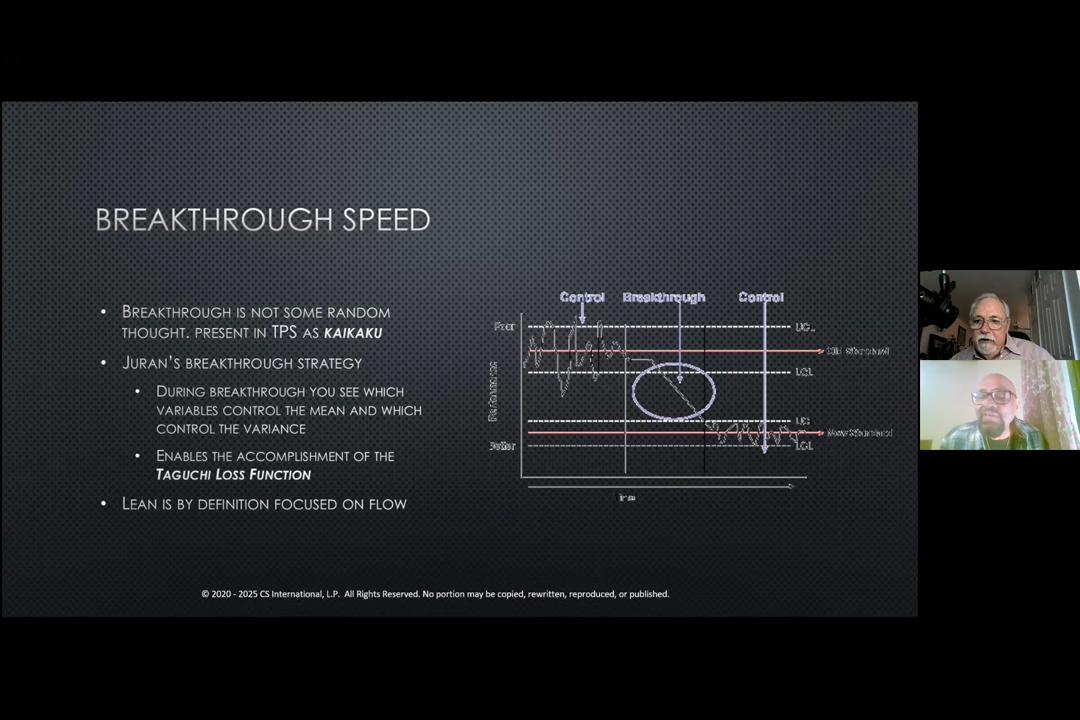 BREAKTHROUGH SPEED
• BREAKTHROUGH IS NOT SOME RANDOM
THOUGHT. PRESENT IN TPS AS KAIKAKU
• JURAN'S BREAKTHROUGH STRATEGY
• DURING BREAKTHROUGH YOU SEE WHICH
VARIABLES CONTROL THE MEAN AND WHICH
CONTROL THE VARIANCE
• ENABLES THE ACCOMPLISHMENT OF THE
TAGUCHI LOSS FUNCTION
• LEAN IS BY DEFINITION FOCUSED ON FLOW
Control Breakthrough Control
Poor
UCL
Old Standard
LCL
New Standard
LCL
© 2020 - 2025 CS International, L.P. All Rights Reserved. No portion may be copied, rewritten, reproduced, or published.